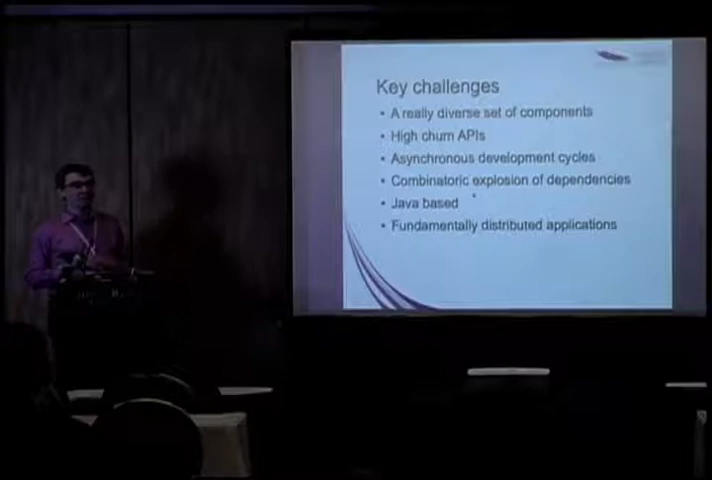 Key challenges
• A really diverse set of components
• High churn APIs
• Asynchronous development cycles
• Combinatoric explosion of dependencies
• Java based
• Fundamentally distributed applications